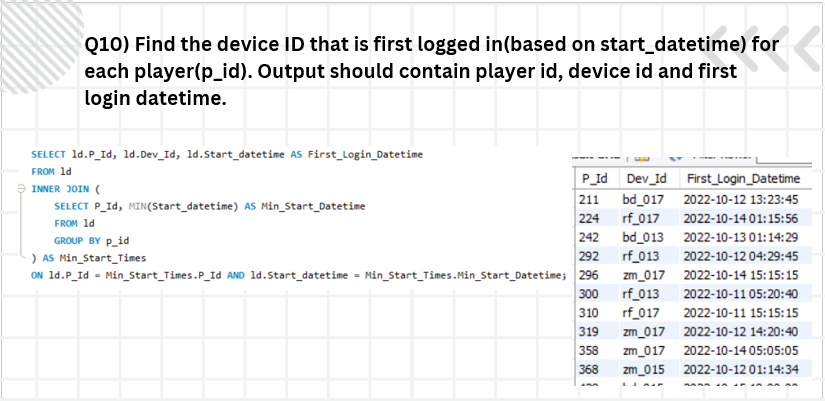 Q10) Find the device ID that is first logged in(based on start_datetime) for
each player(p_id). Output should contain player id, device id and first
login datetime.
SELECT ld.P_Id, ld.Dev_Id, ld.Start_datetime AS First_Login_Datetime
FROM ld
INNER JOIN (
SELECT P_Id, MIN(Start_datetime) AS Min_Start_Datetime
FROM ld
GROUP BY p_id
) AS Min_Start_Times
ON ld.P_Id = Min_Start_Times.P_Id AND ld.Start_datetime = Min_Start_Times.Min_Start_Datetime;
P_Id Dev_Id First_Login_Datetime
211 bd_017 2022-10-12 13:23:45
224 rf_017 2022-10-14 01:15:56
242 bd_013 2022-10-13 01:14:29
292 rf_013 2022-10-12 04:29:45
296 zm_017 2022-10-14 15:15:15
300 rf_013 2022-10-11 05:20:40
310 rf_017 2022-10-11 15:15:15
319 zm_017 2022-10-12 14:20:40
358 zm_017 2022-10-14 05:05:05
368 zm_015 2022-10-12 01:14:34